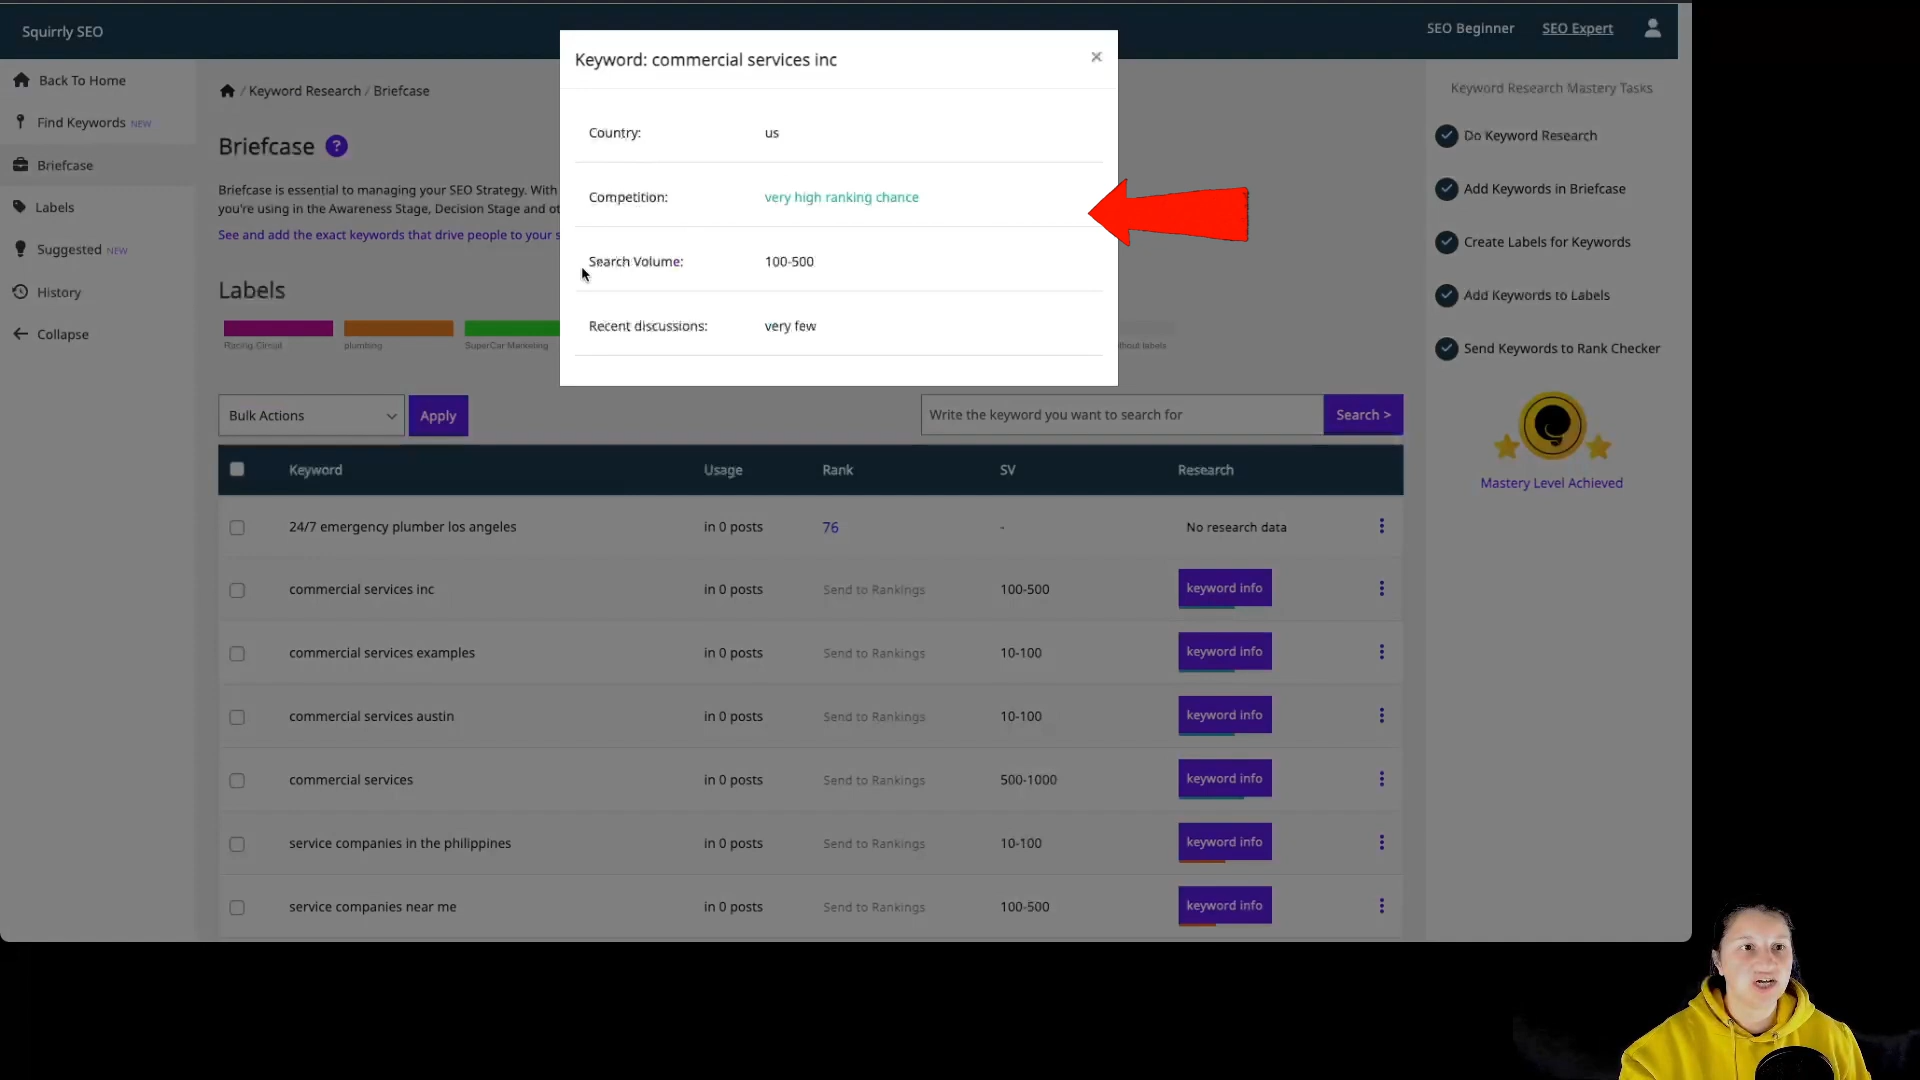 Squirrly SEO
SEO Beginner
SEO Expert
Back To Home
Find Keywords NEW
Briefcase
Labels
Suggested NEW
History
Collapse
/ Keyword Research / Briefcase
Briefcase ?
Briefcase is essential to managing your SEO Strategy. With
you're using in the Awareness Stage, Decision Stage and ot
See and add the exact keywords that drive people to your s
Labels
Racing Circuit
plumbing
SuperCar Marketing
hout labels
Keyword: commercial services inc
×
Country: us
Competition: very high ranking chance
Search Volume: 100-500
Recent discussions: very few
Bulk Actions
Apply
Write the keyword you want to search for
Search >
Keyword Usage Rank SV Research
24/7 emergency plumber los angeles in 0 posts 76 - No research data
commercial services inc in 0 posts Send to Rankings 100-500 keyword info
commercial services examples in 0 posts Send to Rankings 10-100 keyword info
commercial services austin in 0 posts Send to Rankings 10-100 keyword info
commercial services in 0 posts Send to Rankings 500-1000 keyword info
service companies in the philippines in 0 posts Send to Rankings 10-100 keyword info
service companies near me in 0 posts Send to Rankings 100-500 keyword info
Keyword Research Mastery Tasks
Do Keyword Research
Add Keywords in Briefcase
Create Labels for Keywords
Add Keywords to Labels
Send Keywords to Rank Checker
Mastery Level Achieved